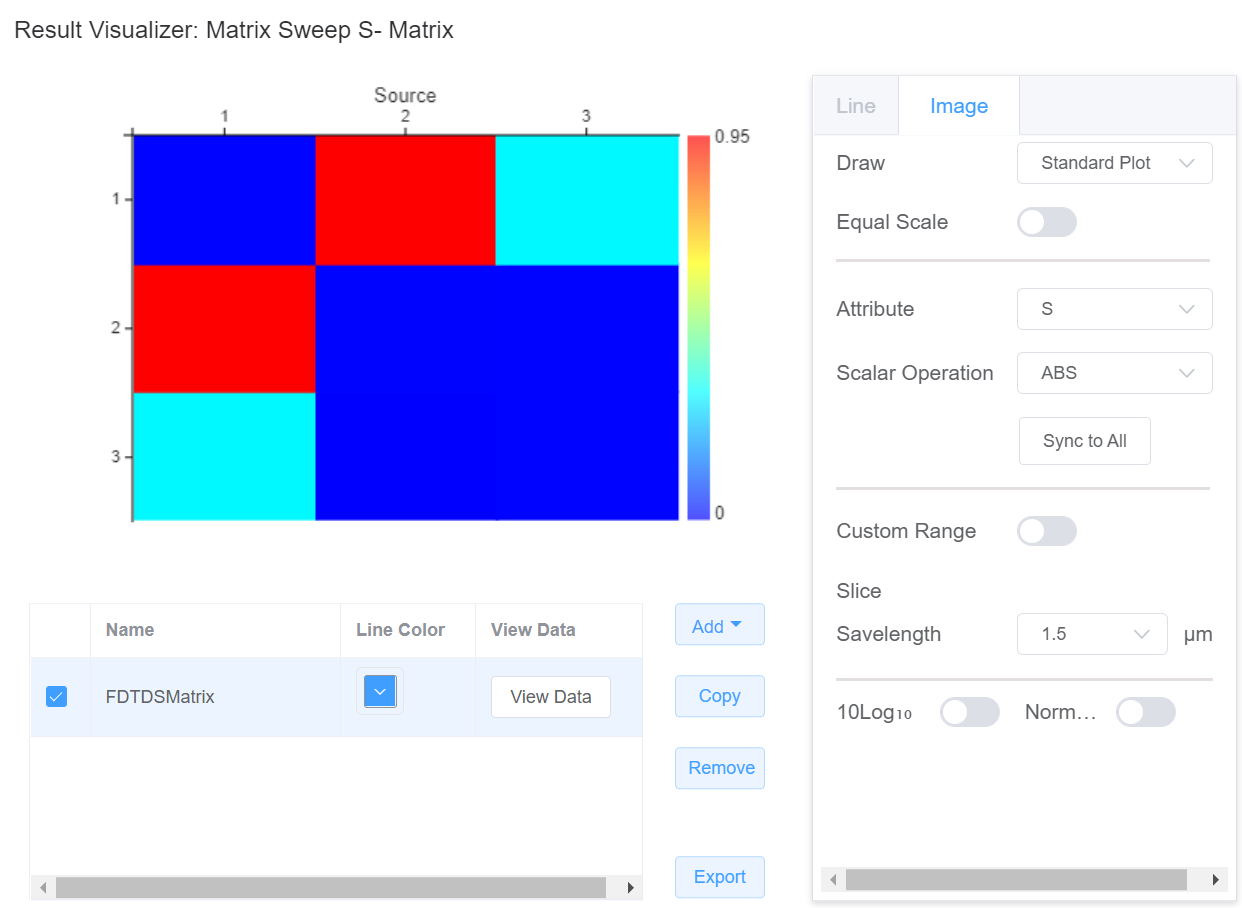 Result Visualizer: Matrix Sweep S- Matrix
Source
1 2 3
1
2
3
0.95
0
Name Line Color View Data
FDTDSMatrix View Data
Add
Copy
Remove
Export
Line Image
Draw Standard Plot
Equal Scale
Attribute S
Scalar Operation ABS
Sync to All
Custom Range
Slice
Savelength 1.5 μm
10Log₁₀ Norm…